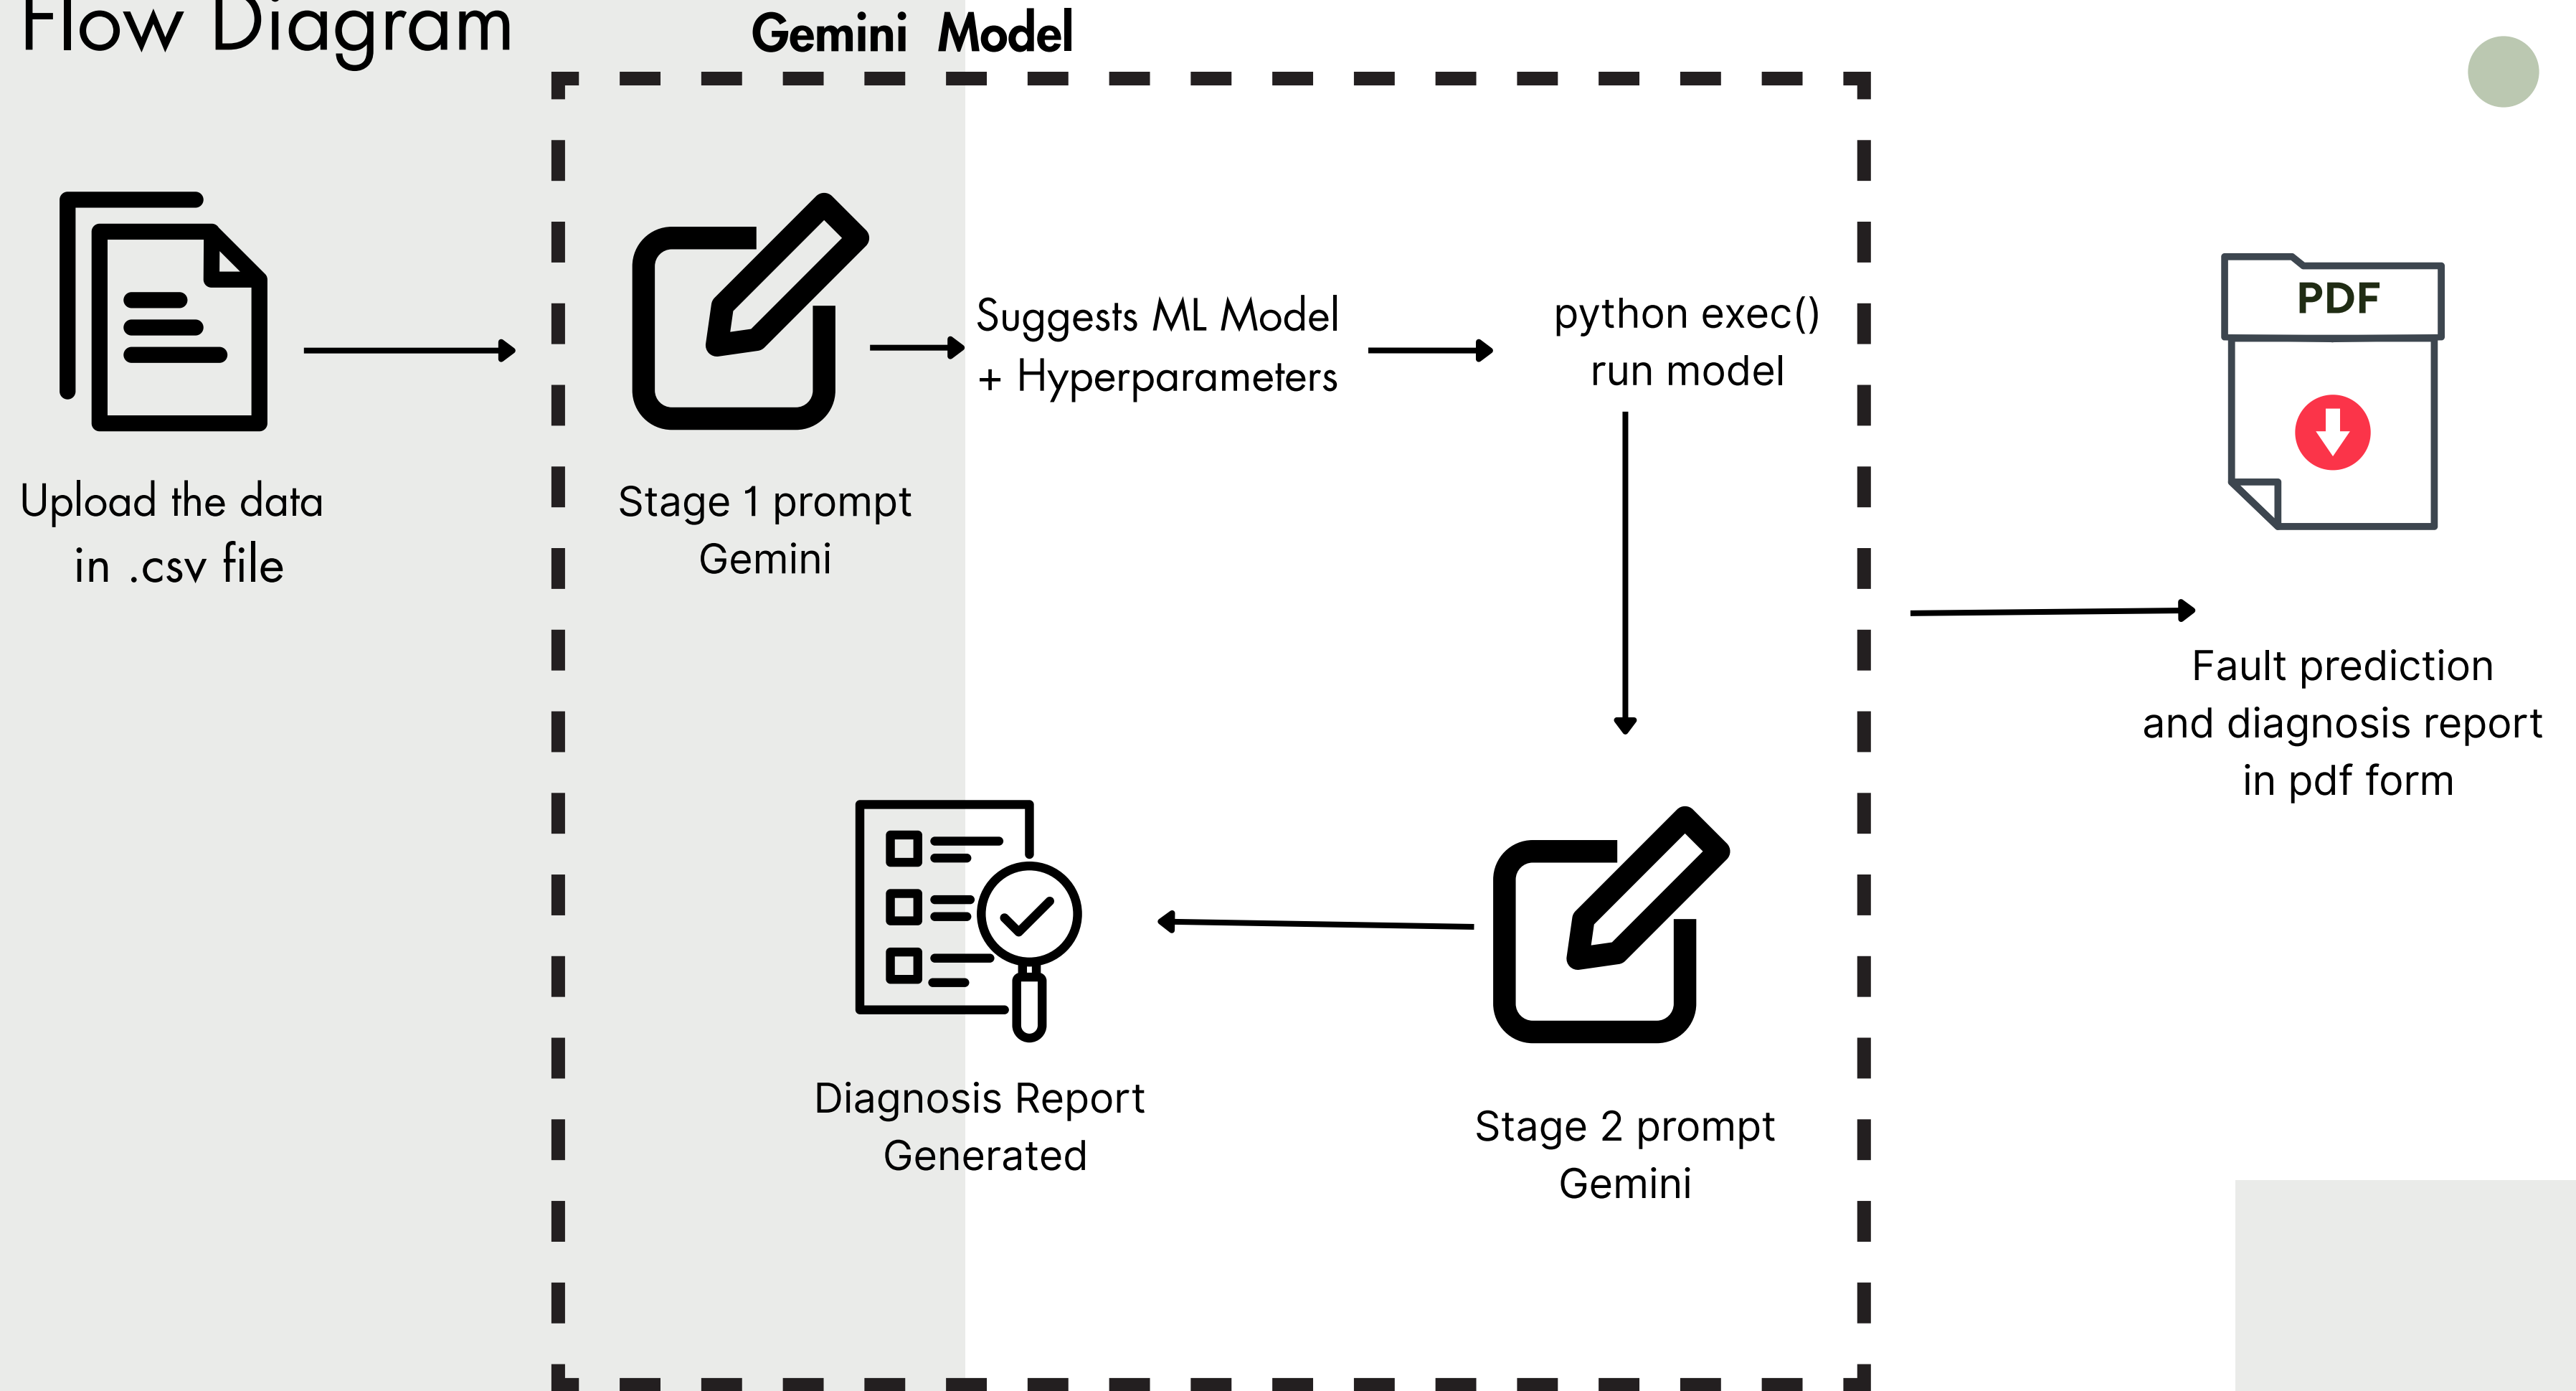 Flow Diagram
Gemini Model
Upload the data
in .csv file
Stage 1 prompt
Gemini
Suggests ML Model
+ Hyperparameters
python exec()
run model
Stage 2 prompt
Gemini
Diagnosis Report
Generated
PDF
Fault prediction
and diagnosis report
in pdf form